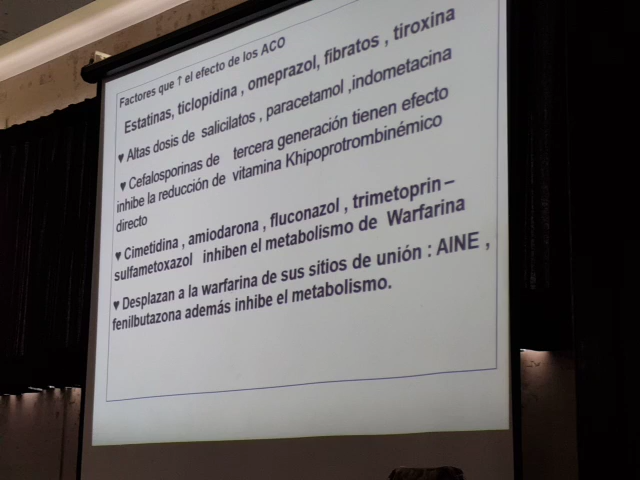 Factores que ↑ el efecto de los ACO
Estatinas, ticlopidina , omeprazol, fibratos , tiroxina
♥ Altas dosis de salicilatos , paracetamol ,indometacina
♥ Cefalosporinas de tercera generación tienen efecto
inhibe la reducción de vitamina Khipoprotrombinémico
directo
♥ Cimetidina , amiodarona , fluconazol , trimetoprin –
sulfametoxazol inhiben el metabolismo de Warfarina
♥ Desplazan a la warfarina de sus sitios de unión : AINE ,
fenilbutazona además inhibe el metabolismo.